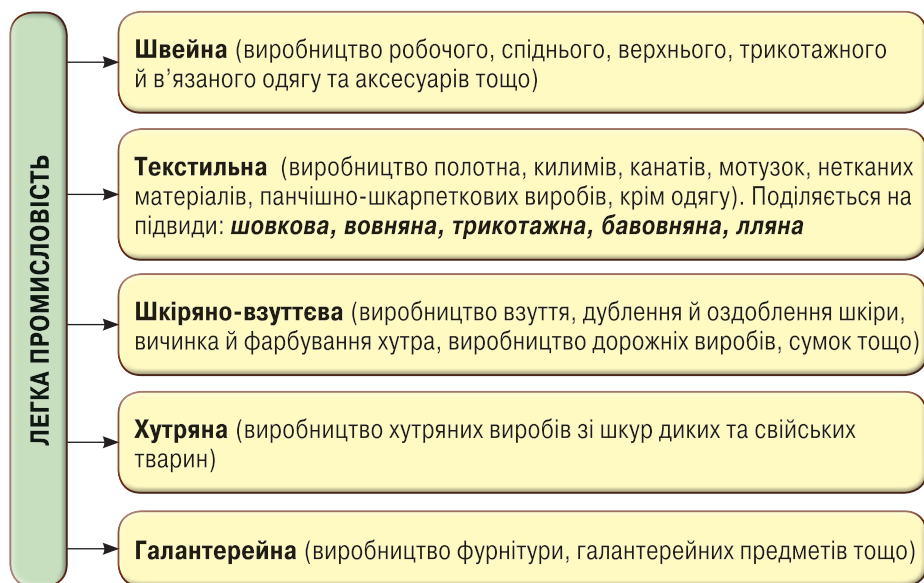 ЛЕГКА ПРОМИСЛОВІСТЬ
Швейна (виробництво робочого, спіднього, верхнього, трикотажного
й в’язаного одягу та аксесуарів тощо)
Текстильна (виробництво полотна, килимів, канатів, мотузок, нетканих
матеріалів, панчішно-шкарпеткових виробів, крім одягу). Поділяється на
підвиди: шовкова, вовняна, трикотажна, бавовняна, лляна
Шкіряно-взуттєва (виробництво взуття, дублення й оздоблення шкіри,
вичинка й фарбування хутра, виробництво дорожніх виробів, сумок тощо)
Хутряна (виробництво хутряних виробів зі шкур диких та свійських
тварин)
Галантерейна (виробництво фурнітури, галантерейних предметів тощо)